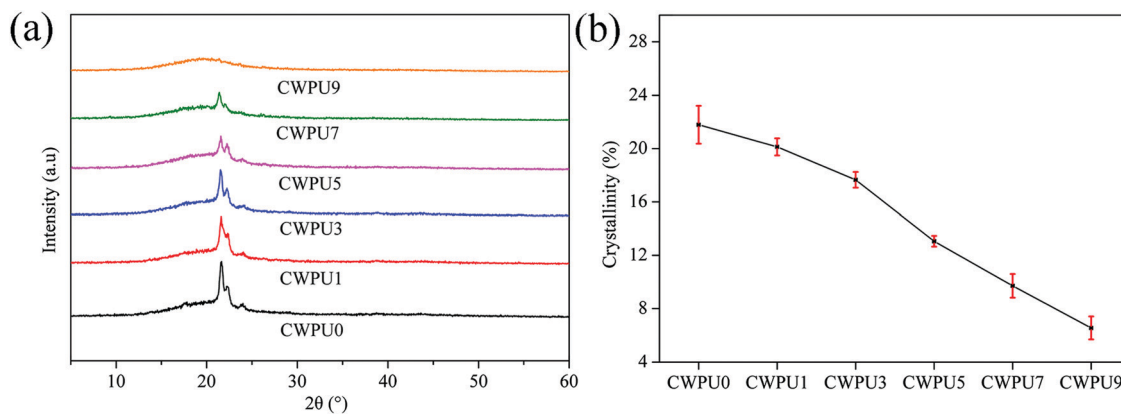 (a)
Intensity (a.u)
CWPU9
CWPU7
CWPU5
CWPU3
CWPU1
CWPU0
10 20 30 40 50 60
2θ (°)
(b)
Crystallinity (%)
28
24
20
16
12
8
4
CWPU0 CWPU1 CWPU3 CWPU5 CWPU7 CWPU9